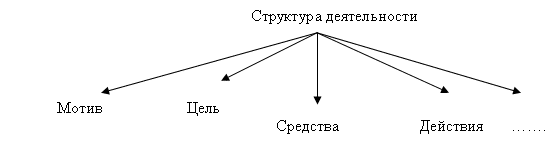 Структура деятельности
Мотив Цель
Средства Действия …….